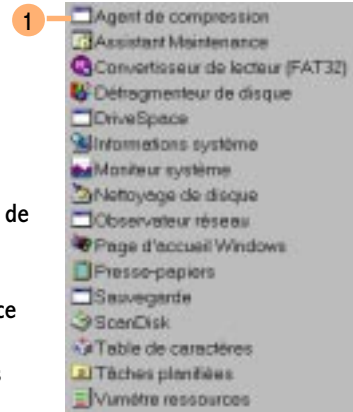 1
Agent de compression
Assistant Maintenance
Convertisseur de lecteur (FAT32)
Défragmenteur de disque
DriveSpace
Informations système
Moniteur système
Nettoyage de disque
de
Observateur réseau
Page d'accueil Windows
Presse-papiers
Sauvegarde
ce
ScanDisk
Table de caractères
Tâches planifiées
s
Vumètre ressources